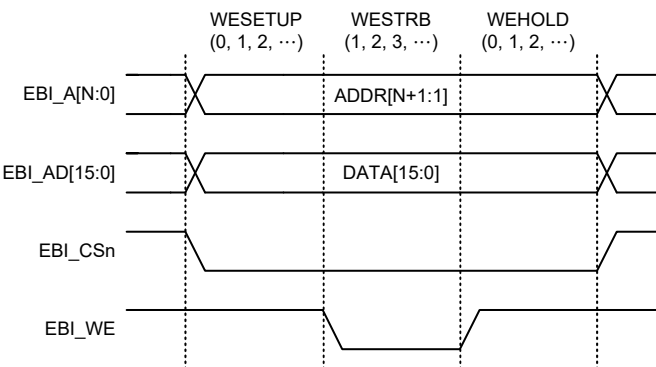 WESETUP WESTRB WEHOLD
(0, 1, 2, ⋯) (1, 2, 3, ⋯) (0, 1, 2, ⋯)
EBI_A[N:0] ADDR[N+1:1]
EBI_AD[15:0] DATA[15:0]
EBI_CSn
EBI_WE